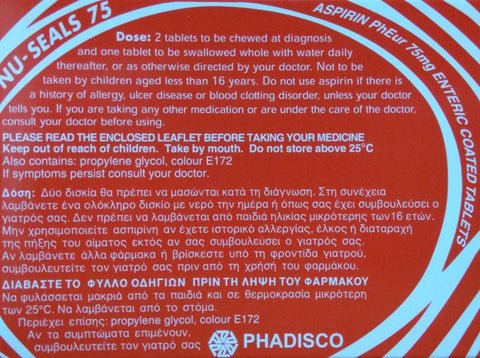 NU-SEALS 75
ASPIRIN PhEur 75mg ENTERIC COATED TABLETS
Dose: 2 tablets to be chewed at diagnosis
and one tablet to be swallowed whole with water daily
thereafter, or as otherwise directed by your doctor. Not to be
taken by children aged less than 16 years. Do not use aspirin if there is
a history of allergy, ulcer disease or blood clotting disorder, unless your doctor
tells you. If you are taking any other medication or are under the care of the doctor,
consult your doctor before using.
PLEASE READ THE ENCLOSED LEAFLET BEFORE TAKING YOUR MEDICINE
Keep out of reach of children. Take by mouth. Do not store above 25°C
Also contains: propylene glycol, colour E172
If symptoms persist consult your doctor.
Δόση: Δύο δισκία θα πρέπει να μασώνται κατά τη διάγνωση. Στη συνέχεια
λαμβάνετε ένα ολόκληρο δισκίο με νερό την ημέρα ή όπως σας έχει συμβουλεύσει ο
γιατρός σας. Δεν πρέπει να λαμβάνεται από παιδιά ηλικίας μικρότερης των16 ετών.
Μην χρησιμοποιείτε ασπιρίνη αν έχετε ιστορικό αλλεργίας, έλκος ή διαταραχή
της πήξης του αίματος εκτός αν σας συμβουλεύσει ο γιατρός σας.
Αν λαμβάνετε άλλα φάρμακα ή βρίσκεστε υπό τη φροντίδα γιατρού,
συμβουλευτείτε τον γιατρό σας πριν από τη χρήση του φαρμάκου.
ΔΙΑΒΑΣΤΕ ΤΟ ΦΥΛΛΟ ΟΔΗΓΙΩΝ ΠΡΙΝ ΤΗ ΛΗΨΗ ΤΟΥ ΦΑΡΜΑΚΟΥ
Να φυλάσσεται μακριά από τα παιδιά και σε θερμοκρασία μικρότερη
των 25°C. Να λαμβάνεται από το στόμα.
Περιέχει επίσης: propylene glycol, colour E172
Αν τα συμπτώματα επιμένουν,
συμβουλευτείτε τον γιατρό σας
PHADISCO